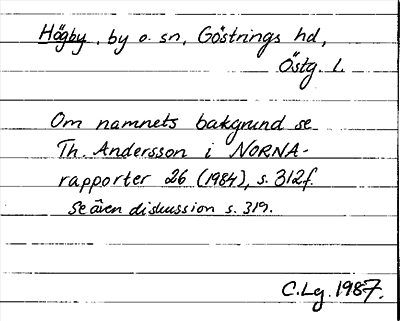 Högby. by o. sn, Göstrings hd,
Östg. l.
Om namnets bakgrund se
Th. Andersson i NORNA-
rapporter 26 (1984), s. 312f.
Se även diskussion s. 319.
C.Lg. 1987.